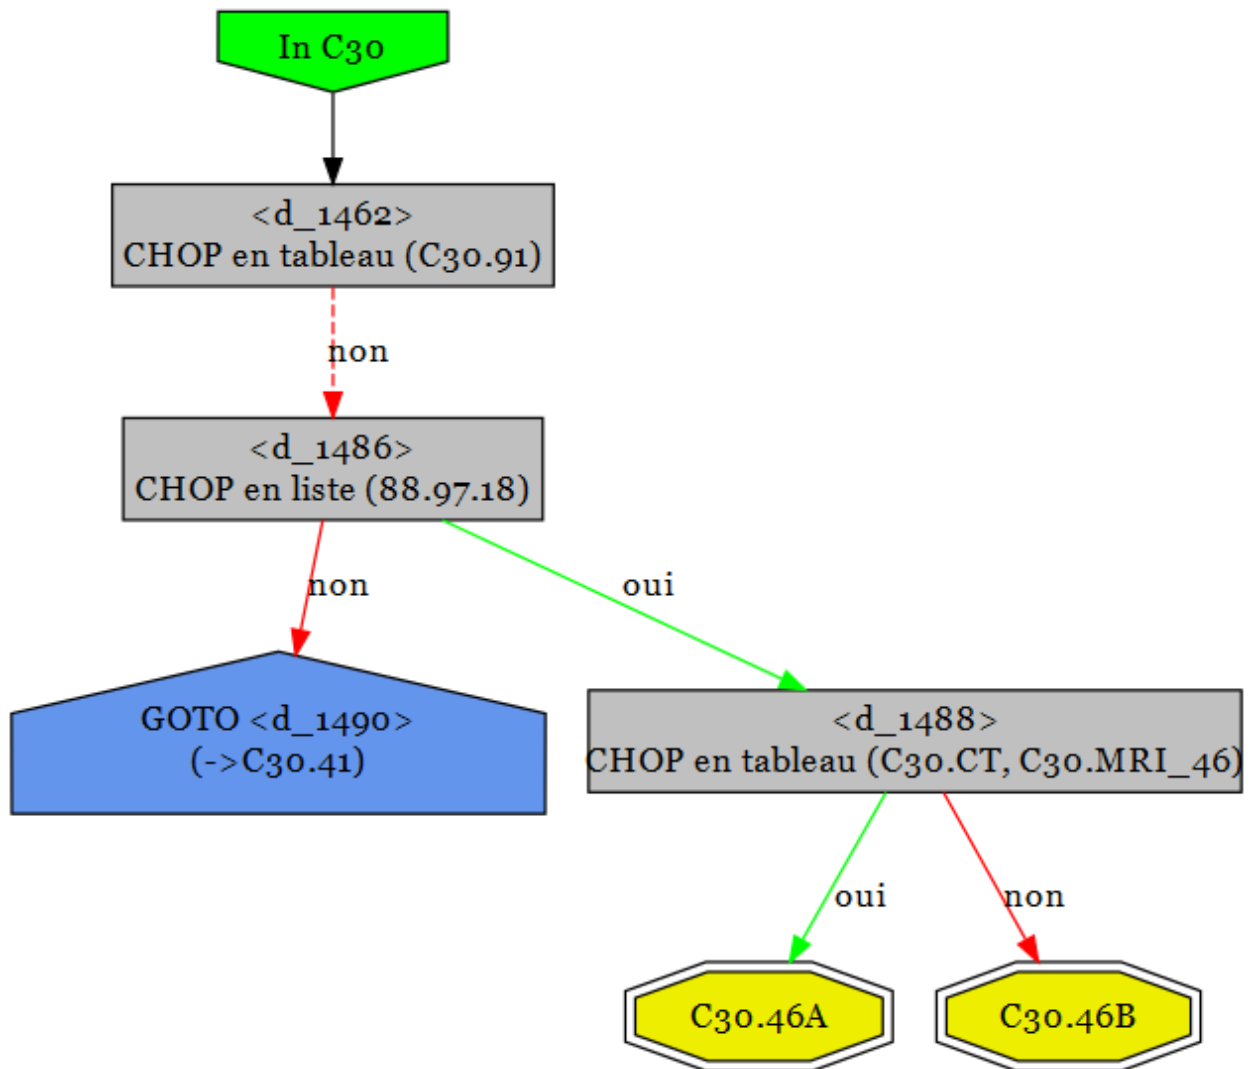 In C30
<d_1462>
CHOP en tableau (C30.91)
non
<d_1486>
CHOP en liste (88.97.18)
non
oui
GOTO <d_1490>
(->C30.41)
<d_1488>
CHOP en tableau (C30.CT, C30.MRI_46)
oui
non
C30.46A
C30.46B